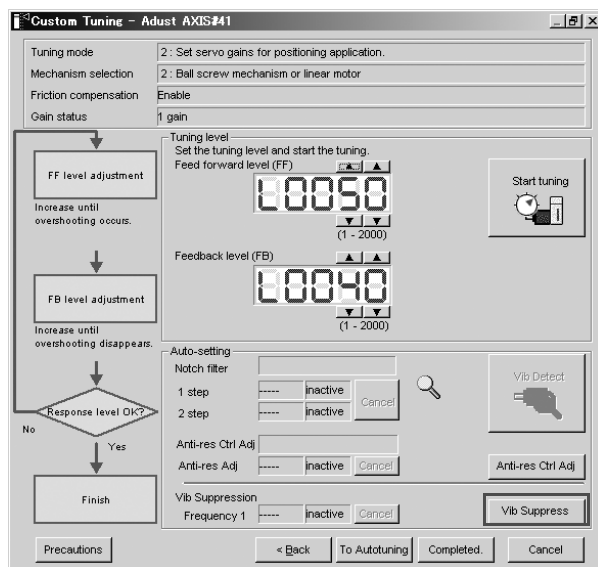 Custom Tuning - Adust AXIS#41
Tuning mode
2 : Set servo gains for positioning application.
Mechanism selection
2 : Ball screw mechanism or linear motor
Friction compensation
Enable
Gain status
1 gain
FF level adjustment
Increase until
overshooting occurs.
FB level adjustment
Increase until
overshooting disappears.
Response level OK?
No
Yes
Finish
Tuning level
Set the tuning level and start the tuning.
Feed forward level (FF)
L0050
(1 - 2000)
Feedback level (FB)
L0040
(1 - 2000)
Start tuning
Auto-setting
Notch filter
1 step
-----
inactive
2 step
-----
inactive
Cancel
Vib Detect
Anti-res Ctrl Adj
Anti-res Adj
-----
inactive
Cancel
Anti-res Ctrl Adj
Vib Suppression
Frequency 1
-----
inactive
Cancel
Vib Suppress
Precautions
< Back
To Autotuning
Completed.
Cancel